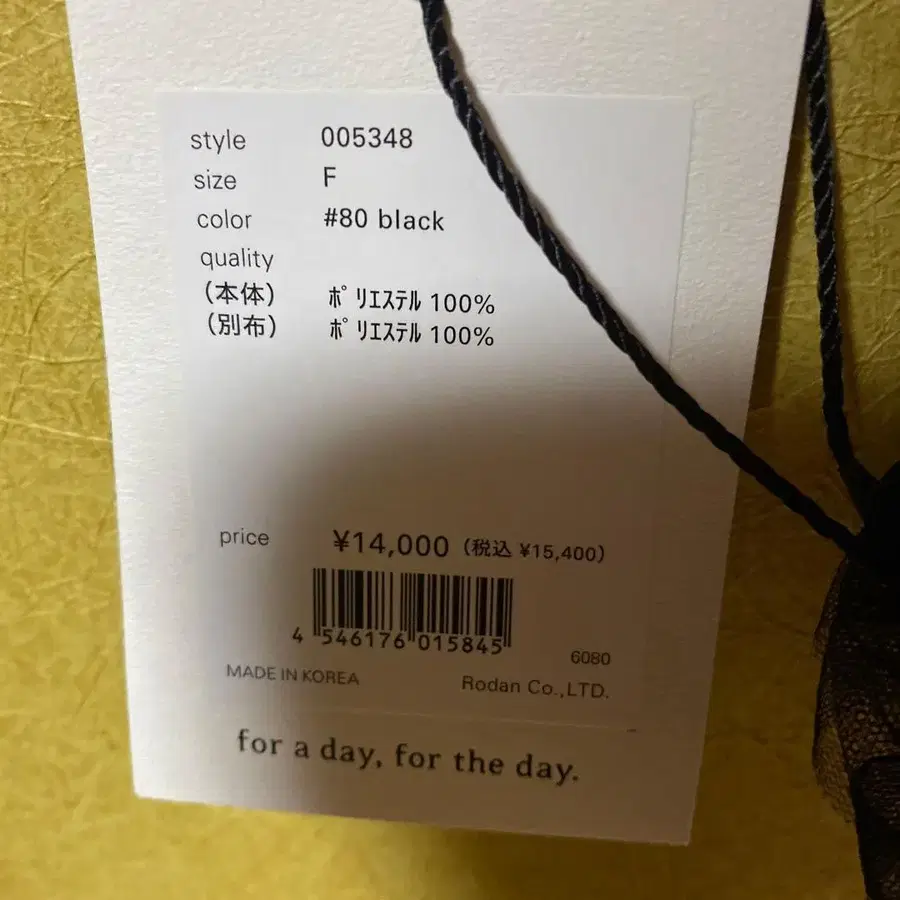 style 005348
size F
color #80 black
quality
（本体） ﾎﾟﾘｴｽﾃﾙ 100%
（別布） ﾎﾟﾘｴｽﾃﾙ 100%
price ¥14,000（税込 ¥15,400）
4 546176 015845
6080
MADE IN KOREA Rodan Co.,LTD.
for a day, for the day.